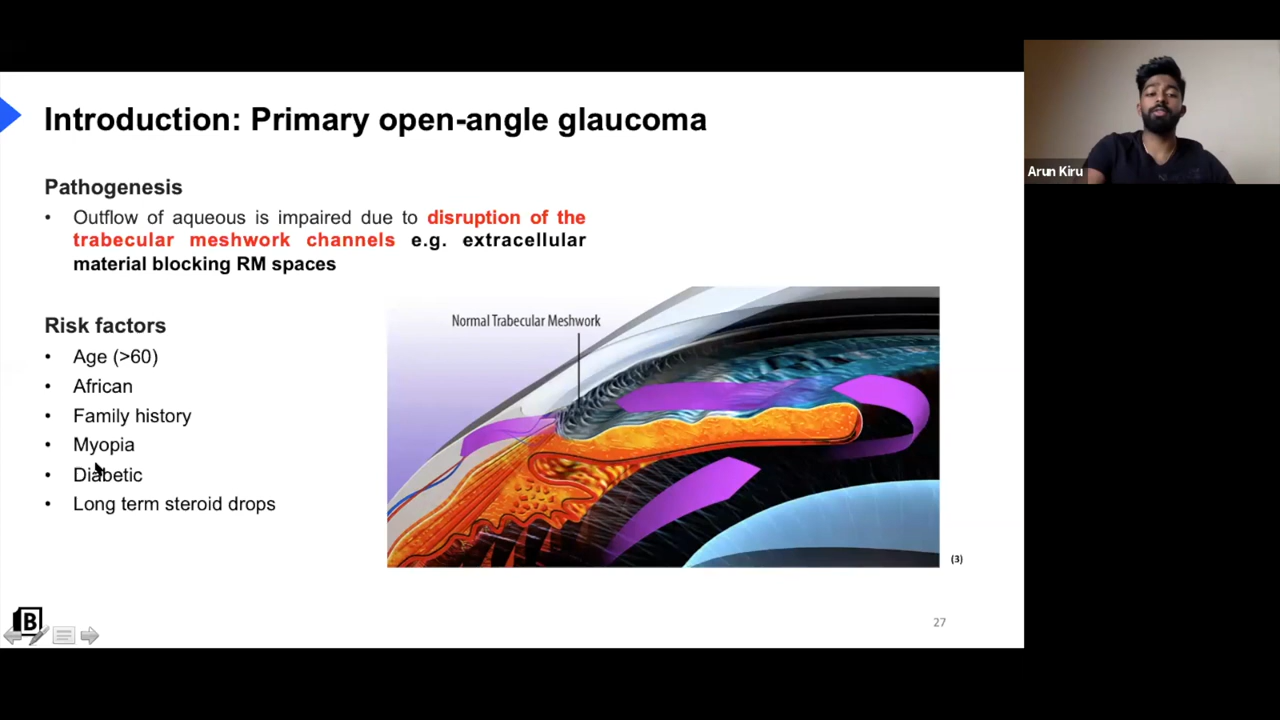 Introduction: Primary open-angle glaucoma
Pathogenesis
• Outflow of aqueous is impaired due to disruption of the
trabecular meshwork channels e.g. extracellular
material blocking RM spaces
Risk factors
• Age (>60)
• African
• Family history
• Myopia
• Diabetic
• Long term steroid drops
Normal Trabecular Meshwork
(3)
B
27
Arun Kiru